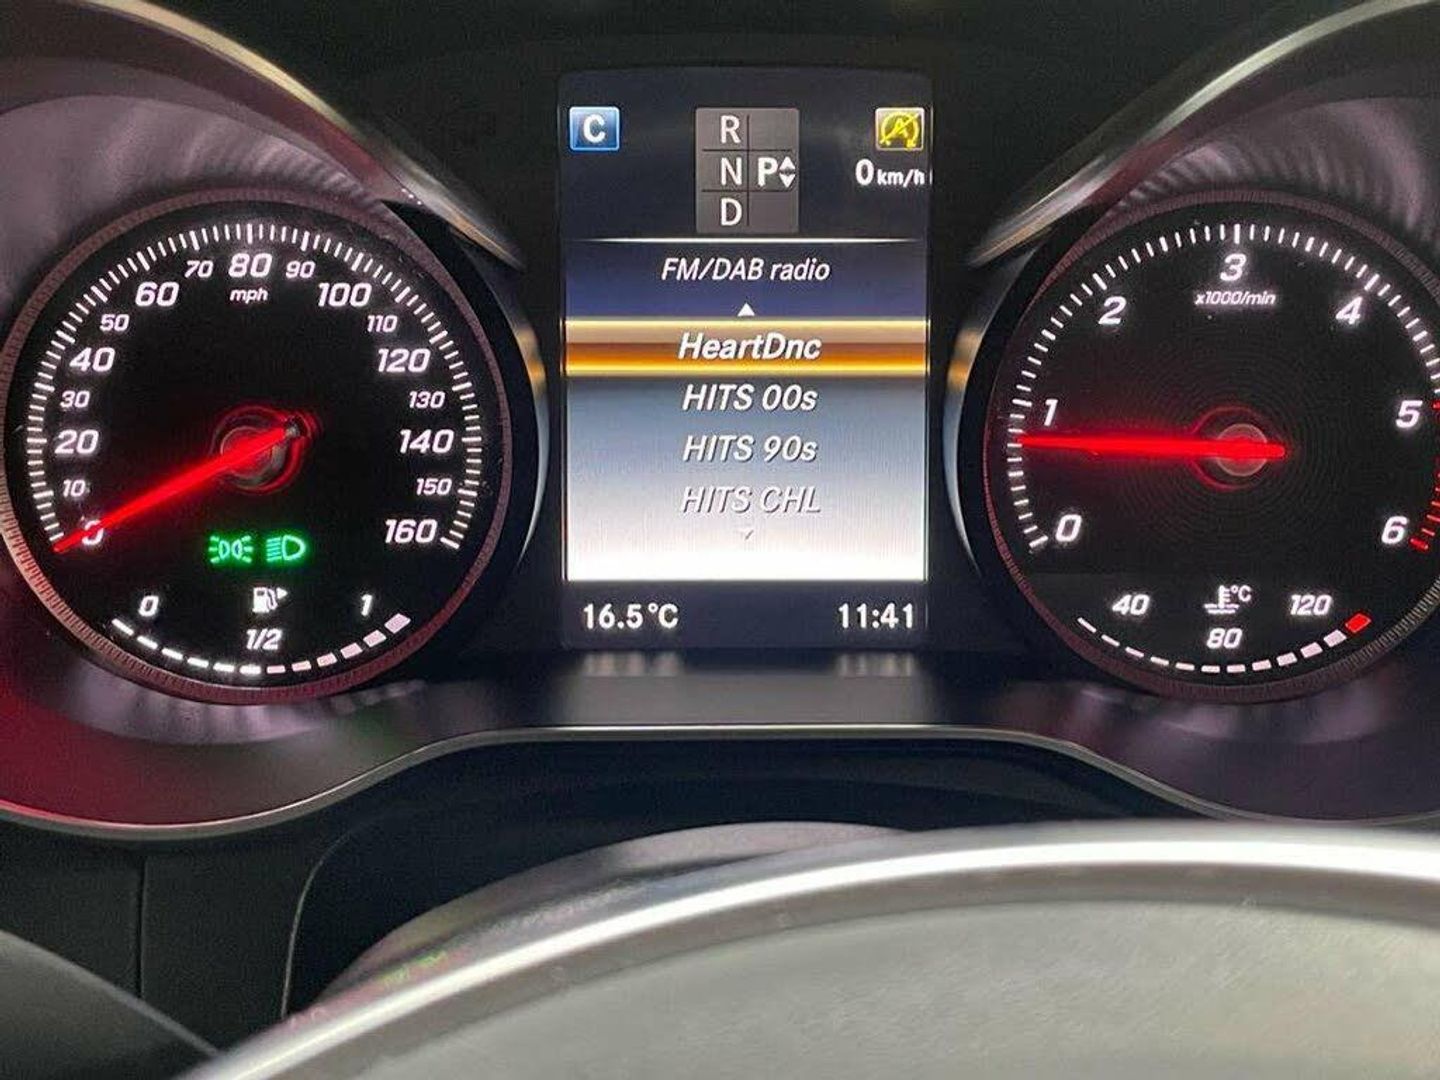 C
R
N P
D
A
0 km/h
FM/DAB radio
HeartDnc
HITS 00s
HITS 90s
HITS CHL
16.5°C 11:41
0
10
20
30
40
50
60
70
80
90
100
110
120
130
140
150
160
mph
0 1/2 1
0
1
2
3
4
5
6
x1000/min
40 80 120
°C